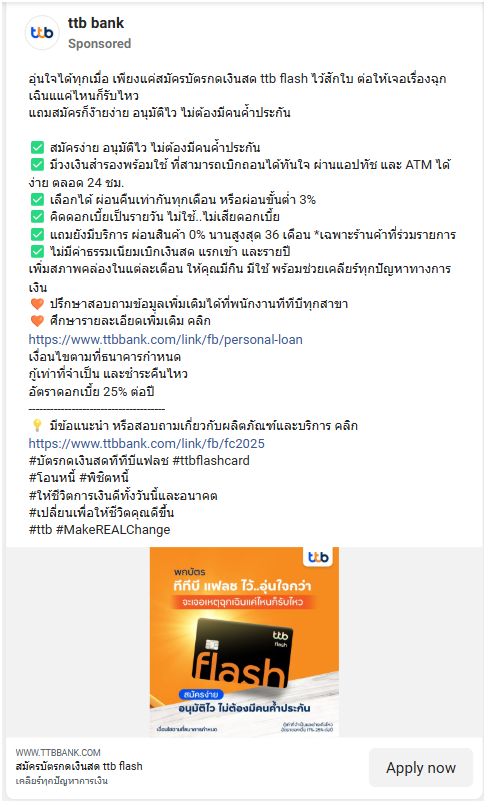 ttb bank
Sponsored
อุ่นใจได้ทุกเมื่อ เพียงแค่สมัครบัตรกดเงินสด ttb flash ไว้สักใบ ต่อให้เจอเรื่องฉุก
เฉินแค่ไหนก็รับไหว
แถมสมัครก็ง๊ายง่าย อนุมัติไว ไม่ต้องมีคนค้ำประกัน
✅ สมัครง่าย อนุมัติไว ไม่ต้องมีคนค้ำประกัน
✅ มีวงเงินสำรองพร้อมใช้ ที่สามารถเบิกถอนได้ทันใจ ผ่านแอปทัช และ ATM ได้
ง่าย ตลอด 24 ชม.
✅ เลือกได้ ผ่อนคืนเท่ากันทุกเดือน หรือผ่อนขั้นต่ำ 3%
✅ คิดดอกเบี้ยเป็นรายวัน ไม่ใช้..ไม่เสียดอกเบี้ย
✅ แถมยังมีบริการ ผ่อนสินค้า 0% นานสูงสุด 36 เดือน *เฉพาะร้านค้าที่ร่วมรายการ
✅ ไม่มีค่าธรรมเนียมเบิกเงินสด แรกเข้า และรายปี
เพิ่มสภาพคล่องในแต่ละเดือน ให้คุณมีกิน มีใช้ พร้อมช่วยเคลียร์ทุกปัญหาทางการ
เงิน
🧡 ปรึกษาสอบถามข้อมูลเพิ่มเติมได้ที่พนักงานทีทีบีทุกสาขา
🧡 ศึกษารายละเอียดเพิ่มเติม คลิก
https://www.ttbbank.com/link/fb/personal-loan
เงื่อนไขตามที่ธนาคารกำหนด
กู้เท่าที่จำเป็น และชำระคืนไหว
อัตราดอกเบี้ย 25% ต่อปี
--------------------------------------
💡 มีข้อแนะนำ หรือสอบถามเกี่ยวกับผลิตภัณฑ์และบริการ คลิก
https://www.ttbbank.com/link/fb/fc2025
#บัตรกดเงินสดทีทีบีแฟลช #ttbflashcard
#โอนหนี้ #พิชิตหนี้
#ให้ชีวิตการเงินดีทั้งวันนี้และอนาคต
#เปลี่ยนเพื่อให้ชีวิตคุณดีขึ้น
#ttb #MakeREALChange
ttb
พกบัตร
ทีทีบี แฟลช ไว้..อุ่นใจกว่า
จะเจอเหตุฉุกเฉินแค่ไหนก็รับไหว
ttb
flash
flash
สมัครง่าย
อนุมัติไว ไม่ต้องมีคนค้ำประกัน
เงื่อนไขตามที่ธนาคารกำหนด
WWW.TTBBANK.COM
สมัครบัตรกดเงินสด ttb flash
เคลียร์ทุกปัญหาการเงิน
Apply now